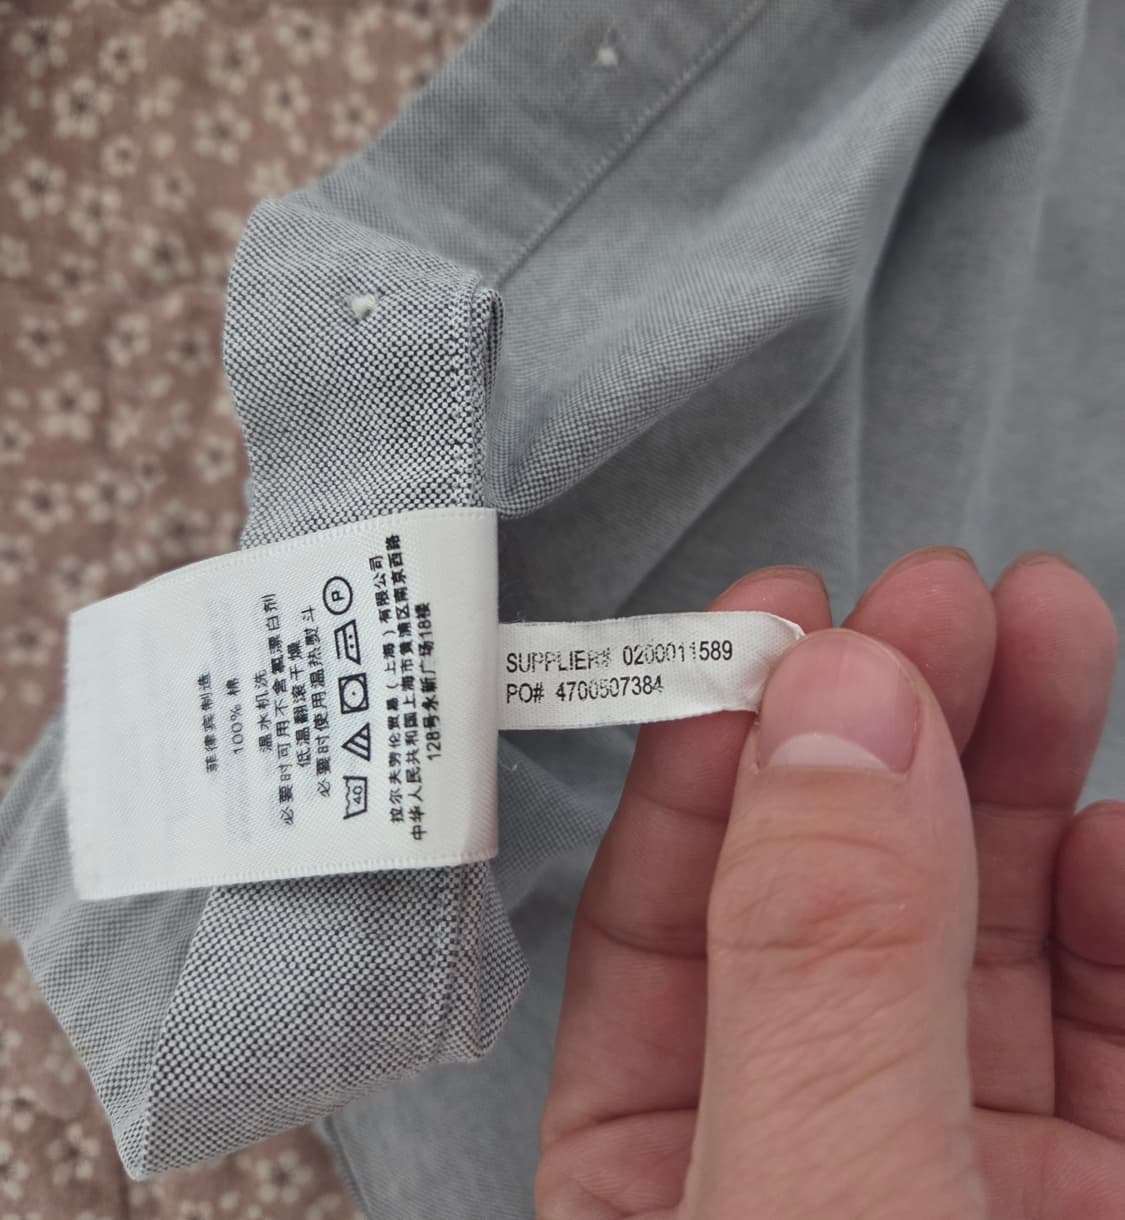 菲律宾制造
100% 棉
温水机洗
必要时可用不含氯漂白剂
低温翻滚干燥
必要时使用温热熨斗
40
P
拉尔夫劳伦贸易(上海)有限公司
中华人民共和国上海市黄浦区南京西路
128号永新广场18楼
SUPPLIER# 0200011589
PO# 4700507384